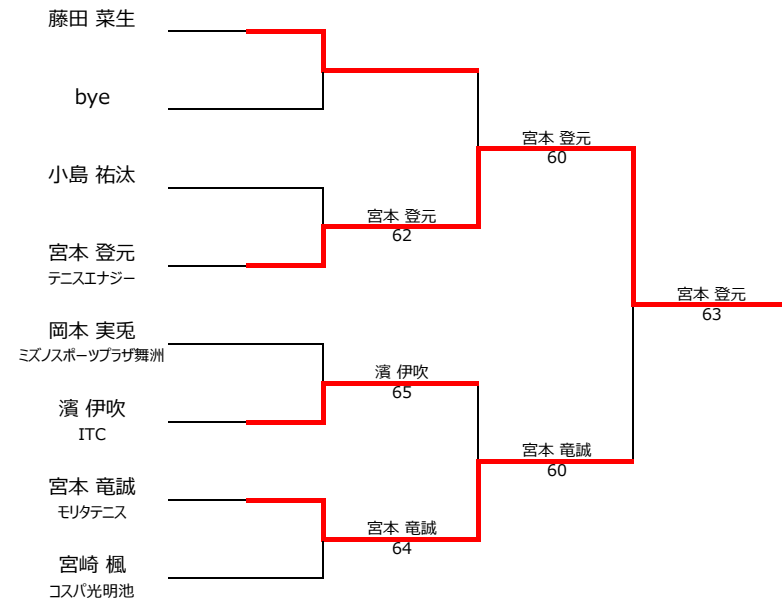 藤田 菜生
bye
小島 祐汰
宮本 登元
テニスエナジー
岡本 実兎
ミズノスポーツプラザ舞洲
濱 伊吹
ITC
宮本 竜誠
モリタテニス
宮崎 楓
コスパ光明池
宮本 登元
62
濱 伊吹
65
宮本 竜誠
64
宮本 登元
60
宮本 竜誠
60
宮本 登元
63